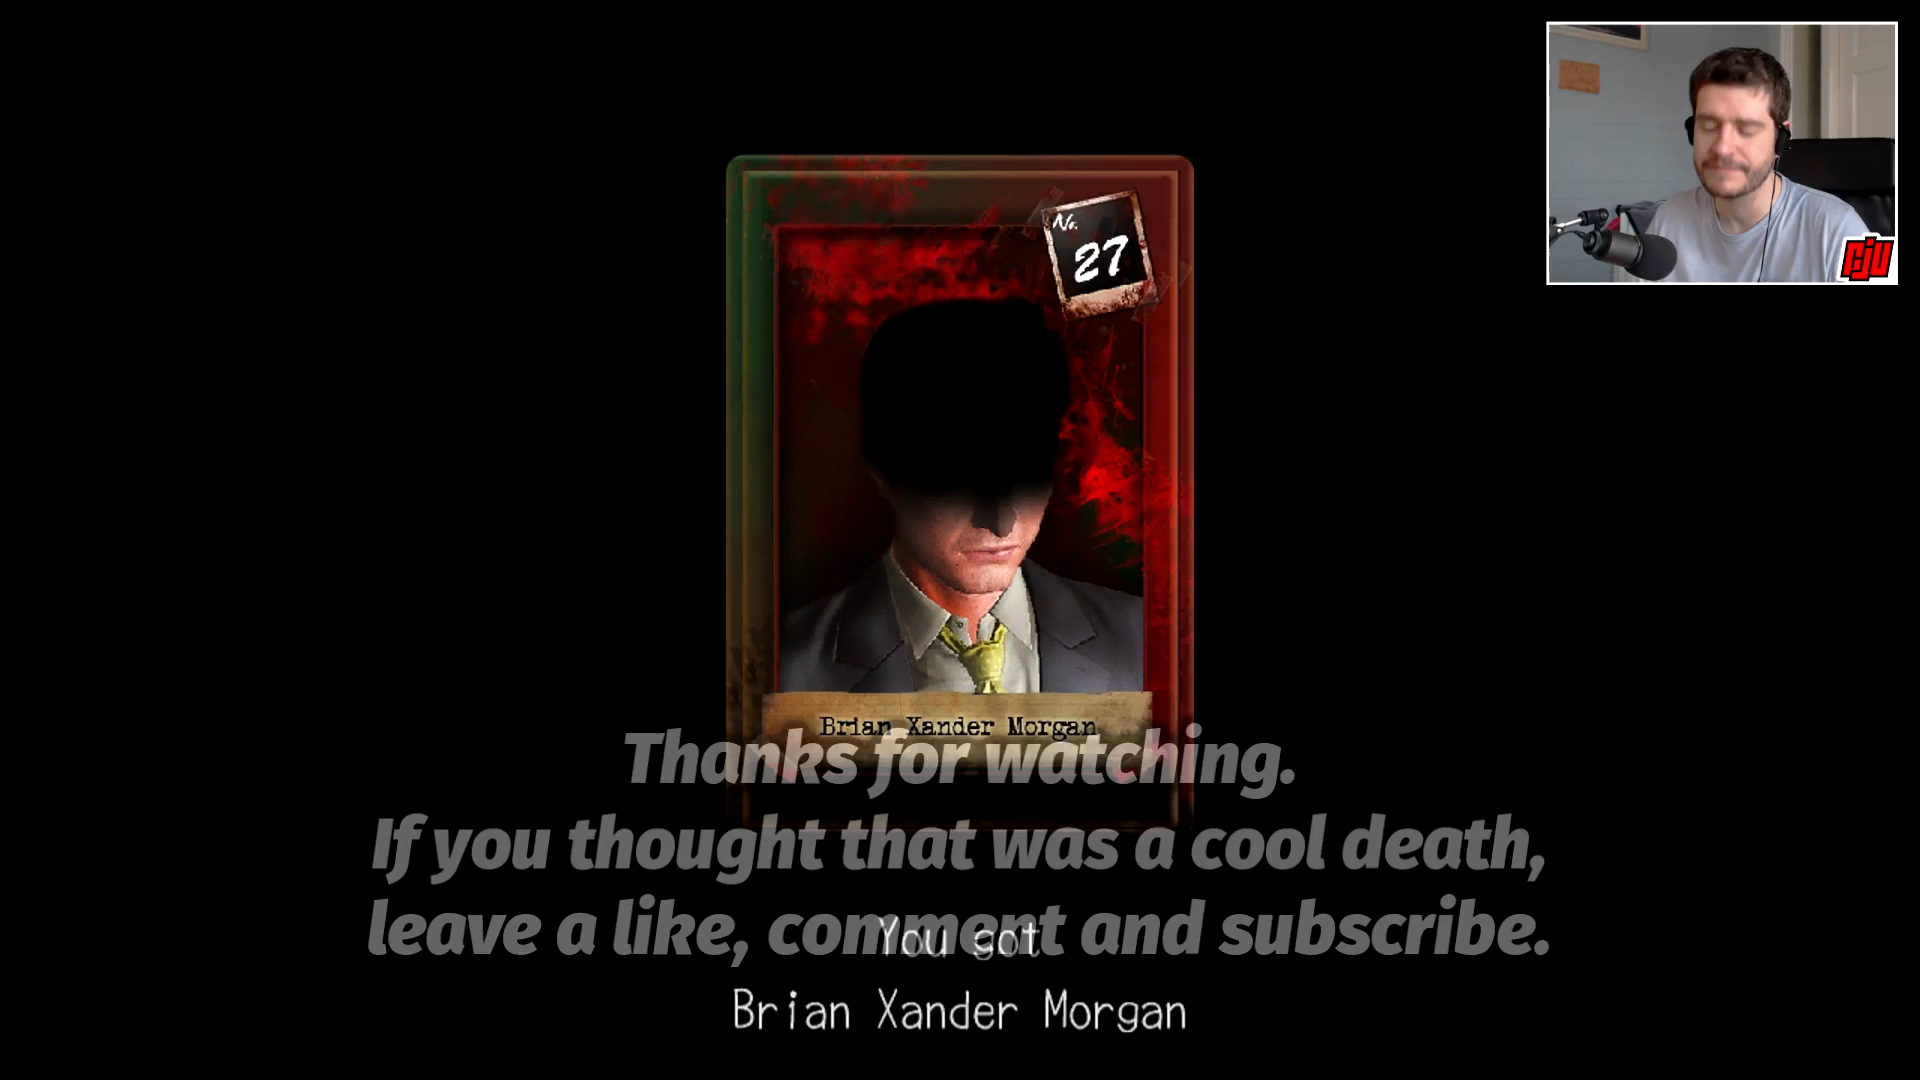 No.
27
Brian Xander Morgan
Thanks for watching.
If you thought that was a cool death,
leave a like, comment and subscribe.
You got
Brian Xander Morgan